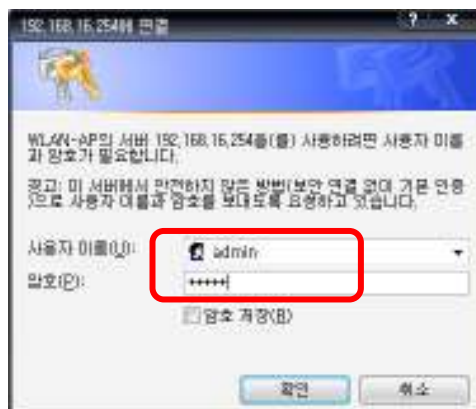 192.168.16.254에 연결
WLAN-AP의 서버 192.168.16.254을(를) 사용하려면 사용자 이름
과 암호가 필요합니다.
경고: 이 서버에서 안전하지 않은 방법(보안 연결 없이 기본 인증
)으로 사용자 이름과 암호를 보내도록 요청하고 있습니다.
사용자 이름(U):
admin
암호(P):
*****
암호 저장(R)
확인
취소